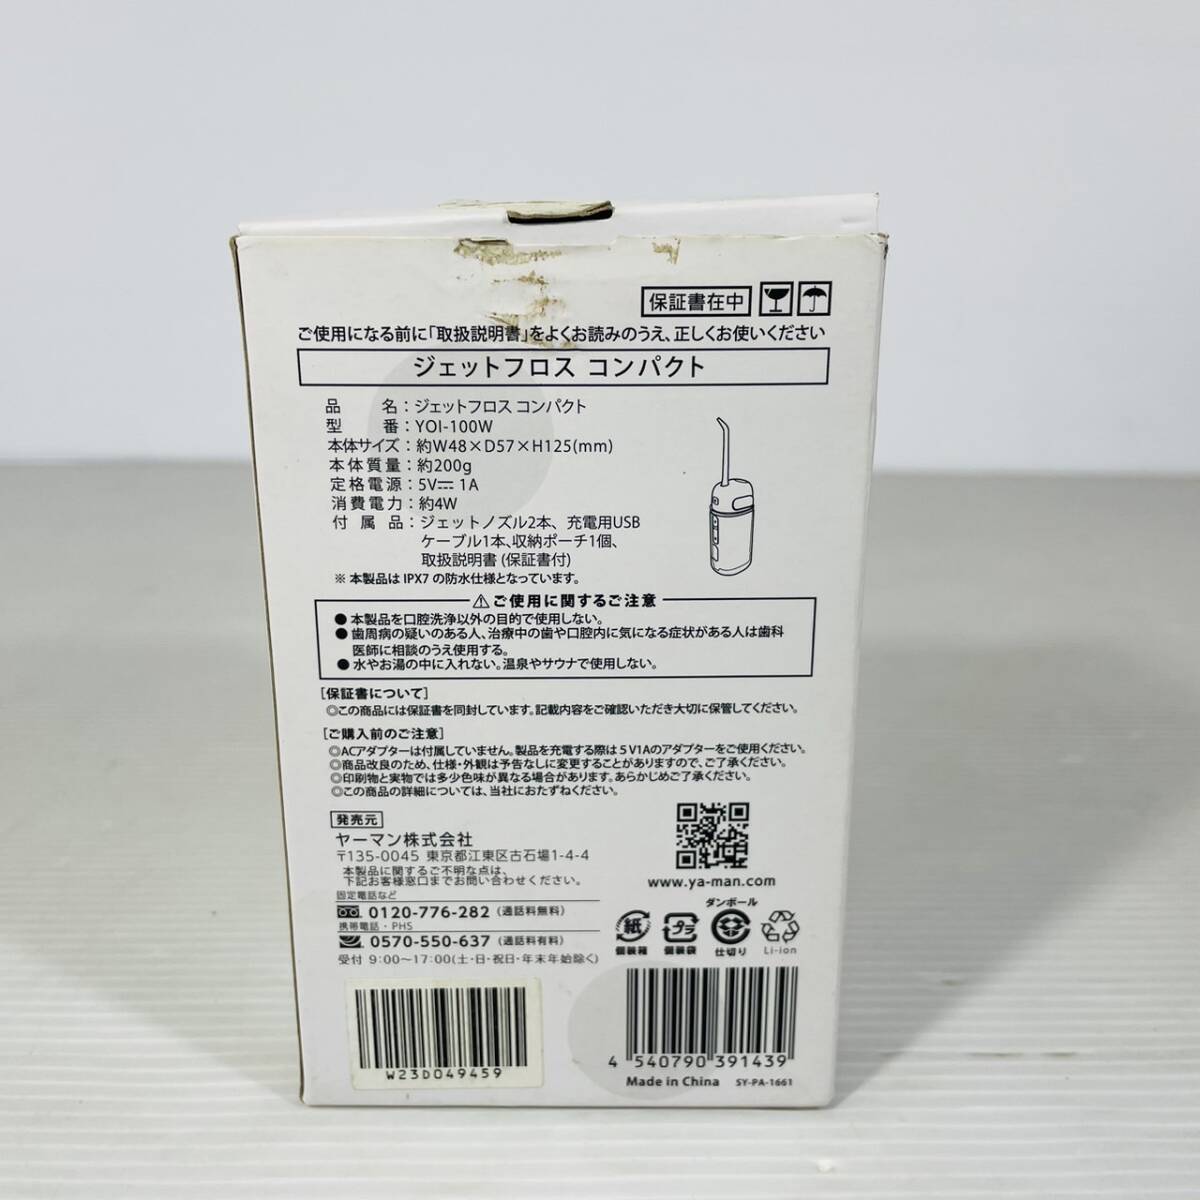 保証書在中
ご使用になる前に「取扱説明書」をよくお読みのうえ、正しくお使いください
ジェットフロス コンパクト
品 名：ジェットフロス コンパクト
型 番：YOI-100W
本体サイズ：約W48×D57×H125(mm)
本体質量：約200g
定格電源：5V⎓1A
消費電力：約4W
付属品：ジェットノズル2本、充電用USB
ケーブル1本、収納ポーチ1個、
取扱説明書(保証書付)
※ 本製品は IPX7 の防水仕様となっています。
⚠ご使用に関するご注意
●本製品を口腔洗浄以外の目的で使用しない。
●歯周病の疑いのある人、治療中の歯や口腔内に気になる症状がある人は歯科
医師に相談のうえ使用する。
●水やお湯の中に入れない。温泉やサウナで使用しない。
[保証書について]
◎この商品には保証書を同封しています。記載内容をご確認いただき大切に保管してください。
[ご購入前のご注意]
◎ACアダプターは付属していません。製品を充電する際は5V1Aのアダプターをご使用ください。
◎商品改良のため、仕様・外観は予告なしに変更することがありますので、ご了承ください。
◎印刷物と実物では多少色味が異なる場合があります。あらかじめご了承ください。
◎この商品の詳細については、当社におたずねください。
発売元
ヤーマン株式会社
〒135-0045 東京都江東区古石場1-4-4
本製品に関するご不明な点は、
下記お客様窓口までお問い合わせください。
固定電話など
0120-776-282（通話料無料）
携帯電話・PHS
0570-550-637（通話料有料）
受付 9:00〜17:00(土・日・祝日・年末年始除く)
www.ya-man.com
ダンボール
紙 プラ
個装箱 個装袋 仕切り Li-ion
W23D049459
4 540790 391439
Made in China SY-PA-1661